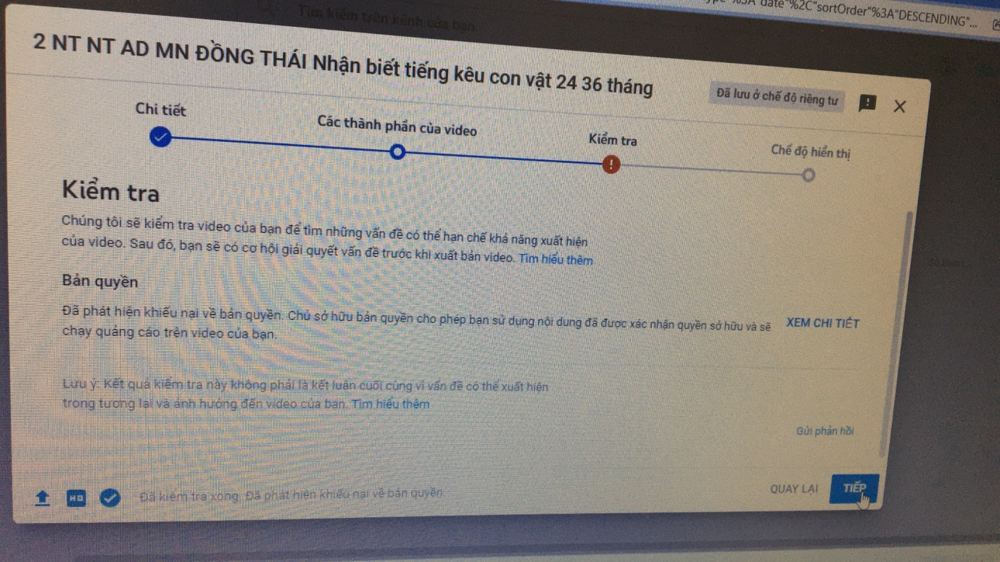 Tìm kiếm trên kênh của bạn
%3A"date"%2C"sortOrder"%3A"DESCENDING"...
2 NT NT AD MN ĐỒNG THÁI Nhận biết tiếng kêu con vật 24 36 tháng
Đã lưu ở chế độ riêng tư
Chi tiết
Các thành phần của video
Kiểm tra
Chế độ hiển thị
Kiểm tra
Chúng tôi sẽ kiểm tra video của bạn để tìm những vấn đề có thể hạn chế khả năng xuất hiện
của video. Sau đó, bạn sẽ có cơ hội giải quyết vấn đề trước khi xuất bản video. Tìm hiểu thêm
Bản quyền
Đã phát hiện khiếu nại về bản quyền. Chủ sở hữu bản quyền cho phép bạn sử dụng nội dung đã được xác nhận quyền sở hữu và sẽ
chạy quảng cáo trên video của bạn.
XEM CHI TIẾT
Lưu ý: Kết quả kiểm tra này không phải là kết luận cuối cùng vì vấn đề có thể xuất hiện
trong tương lai và ảnh hưởng đến video của bạn. Tìm hiểu thêm
Gửi phản hồi
HD
Đã kiểm tra xong. Đã phát hiện khiếu nại về bản quyền.
QUAY LẠI
TIẾP